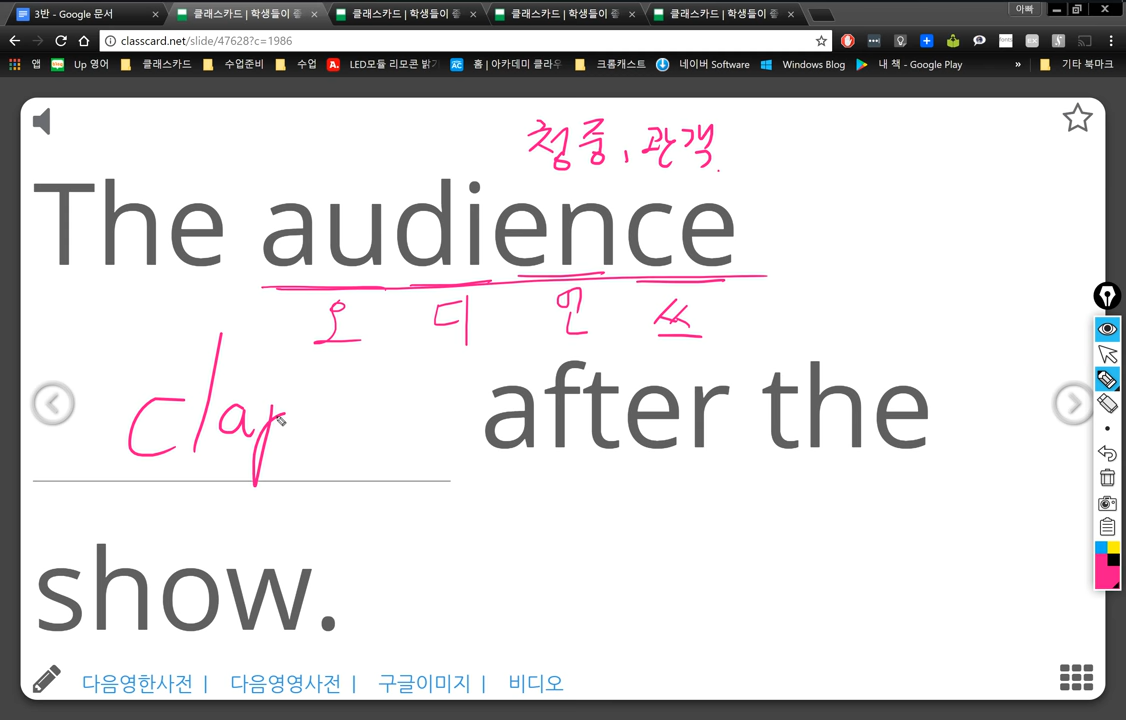 3반 - Google 문서
클래스카드 | 학생들이 좋
클래스카드 | 학생들이 좋
클래스카드 | 학생들이 좋
클래스카드 | 학생들이 좋
아빠
classcard.net/slide/47628?c=1986
앱
Up 영어
클래스카드
수업준비
수업
LED모듈 리모콘 밝기
홈 | 아카데미 클라우
크롬캐스트
네이버 Software
Windows Blog
내 책 - Google Play
»
기타 북마크
청중, 관객.
The audience
오 디 언 쓰
clap after the
show.
다음영한사전 | 다음영영사전 | 구글이미지 | 비디오